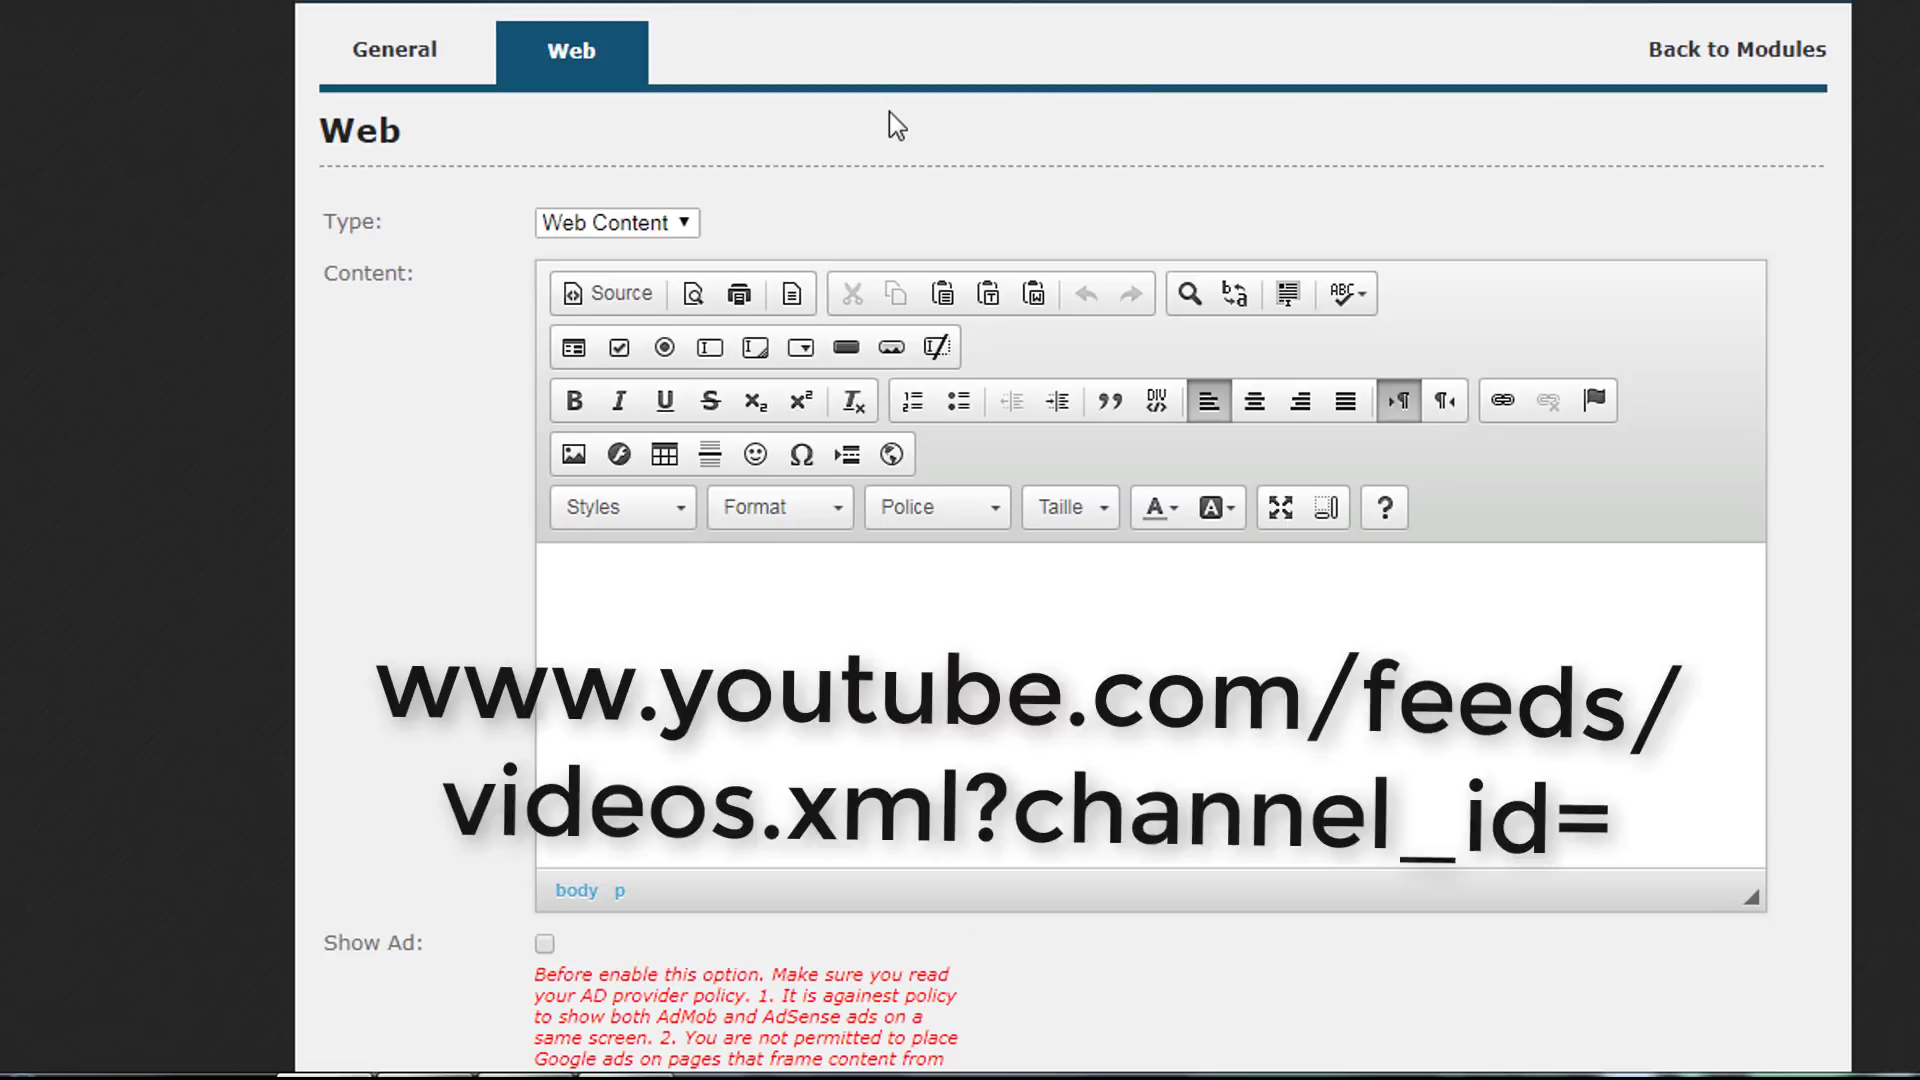 General
Web
Back to Modules
Web
Type:
Web Content
Content:
Source
Styles
Format
Police
Taille
www.youtube.com/feeds/
videos.xml?channel_id=
body p
Show Ad:
Before enable this option. Make sure you read
your AD provider policy. 1. It is againest policy
to show both AdMob and AdSense ads on a
same screen. 2. You are not permitted to place
Google ads on pages that frame content from